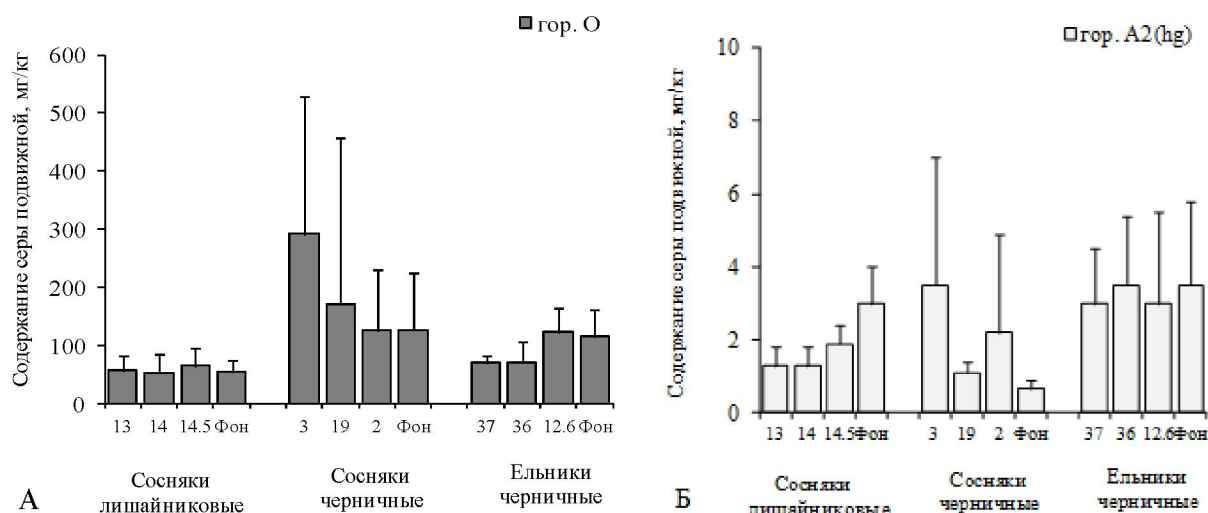 гор. О
Содержание серы подвижной, мг/кг
600
500
400
300
200
100
0
13 14 14.5 Фон 3 19 2 Фон 37 36 12.6 Фон
Сосняки лишайниковые
Сосняки черничные
Ельники черничные
А
гор. А2(hg)
Содержание серы подвижной, мг/кг
10
8
6
4
2
0
13 14 14.5 Фон 3 19 2 Фон 37 36 12.6 Фон
Сосняки лишайниковые
Сосняки черничные
Ельники черничные
Б